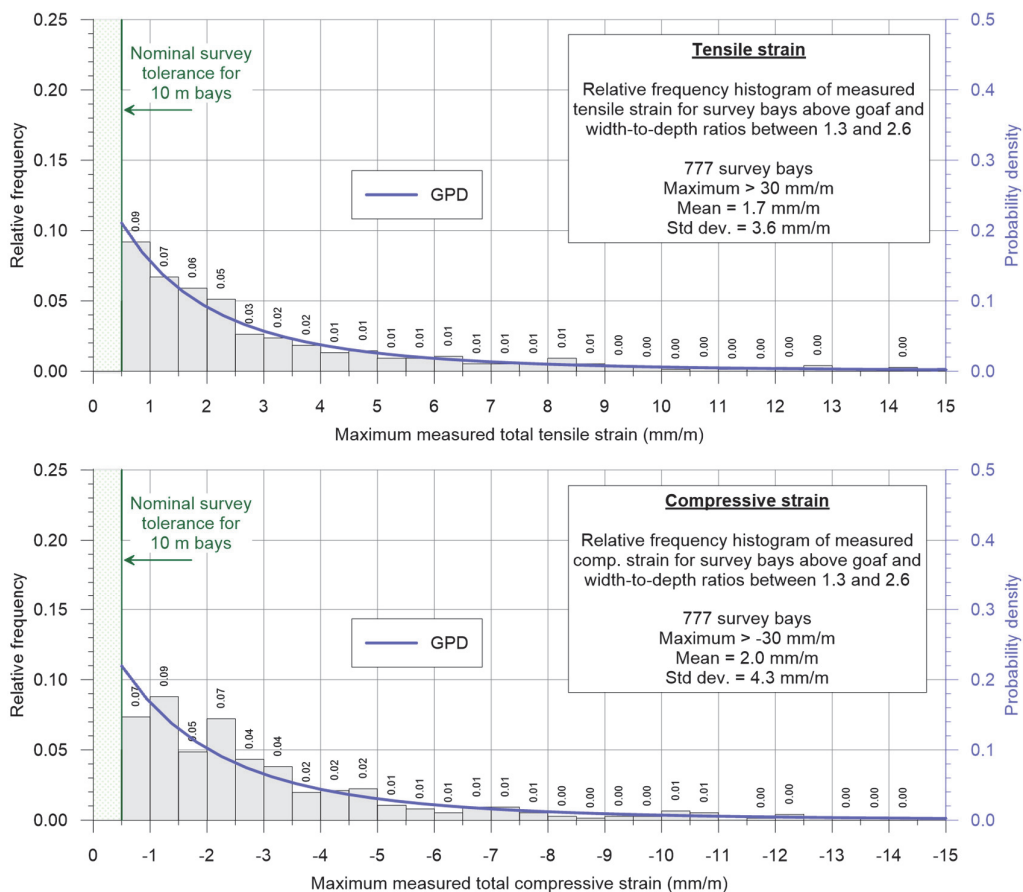 0.25
0.20
0.15
0.10
0.05
0.00
Relative frequency
Nominal survey
tolerance for
10 m bays
GPD
Tensile strain
Relative frequency histogram of measured
tensile strain for survey bays above goaf and
width-to-depth ratios between 1.3 and 2.6
777 survey bays
Maximum > 30 mm/m
Mean = 1.7 mm/m
Std dev. = 3.6 mm/m
0.5
0.4
0.3
0.2
0.1
0.0
Probability density
0.09 0.07 0.06 0.05 0.03 0.02 0.02 0.01 0.01 0.01 0.01 0.01 0.01 0.01 0.01 0.01 0.01 0.00 0.00 0.00 0.00 0.00 0.00 0.00 0.00 0.00
0 1 2 3 4 5 6 7 8 9 10 11 12 13 14 15
Maximum measured total tensile strain (mm/m)
0.25
0.20
0.15
0.10
0.05
0.00
Relative frequency
Nominal survey
tolerance for
10 m bays
GPD
Compressive strain
Relative frequency histogram of measured
comp. strain for survey bays above goaf and
width-to-depth ratios between 1.3 and 2.6
777 survey bays
Maximum > -30 mm/m
Mean = 2.0 mm/m
Std dev. = 4.3 mm/m
0.5
0.4
0.3
0.2
0.1
0.0
Probability density
0.07 0.09 0.05 0.07 0.04 0.04 0.02 0.02 0.02 0.01 0.01 0.01 0.01 0.01 0.01 0.00 0.00 0.00 0.00 0.01 0.01 0.00 0.00 0.00 0.00 0.00
0 -1 -2 -3 -4 -5 -6 -7 -8 -9 -10 -11 -12 -13 -14 -15
Maximum measured total compressive strain (mm/m)